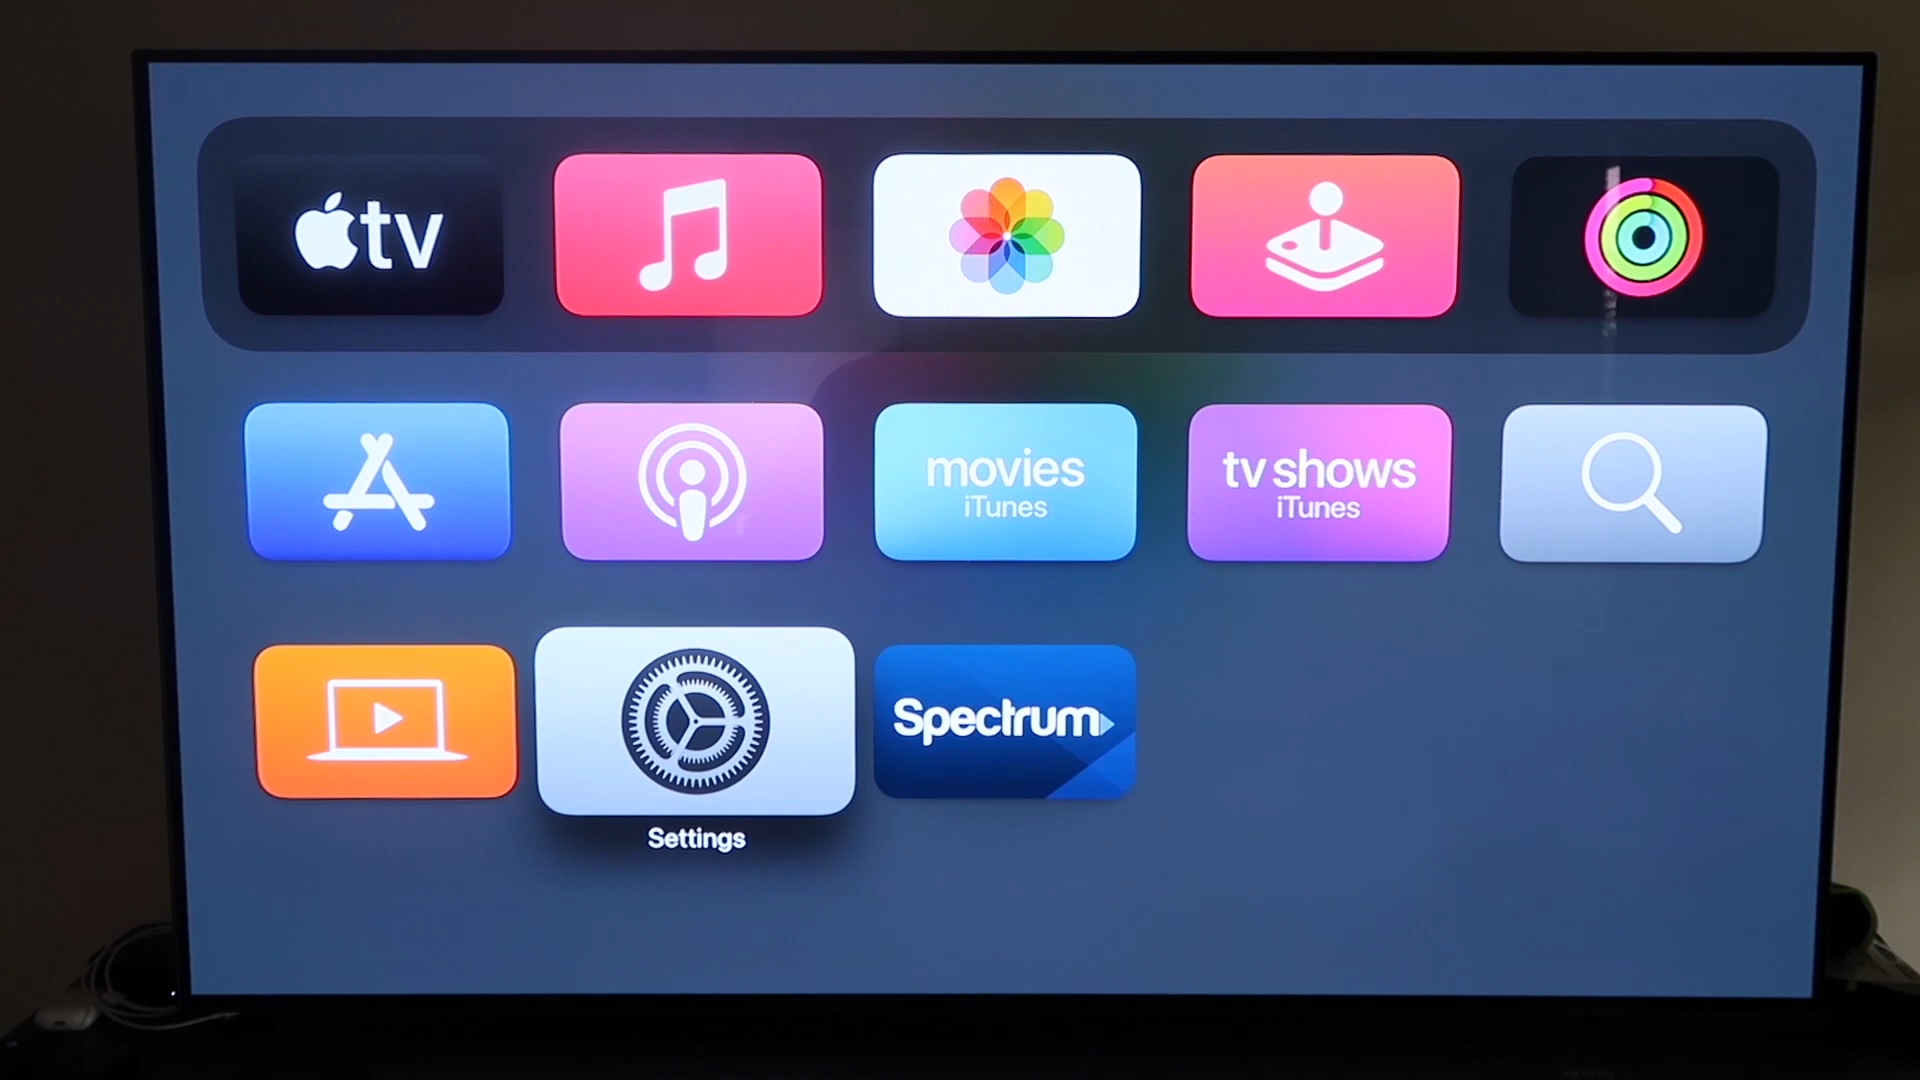 tv
movies
iTunes
tv shows
iTunes
Spectrum
Settings